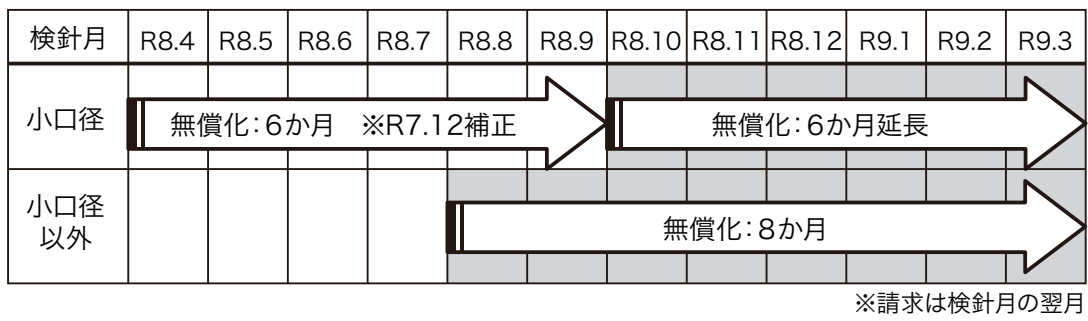 検針月 R8.4 R8.5 R8.6 R8.7 R8.8 R8.9 R8.10 R8.11 R8.12 R9.1 R9.2 R9.3
小口径 無償化：6か月　※R7.12補正 無償化：6か月延長
小口径
以外 無償化：8か月
※請求は検針月の翌月